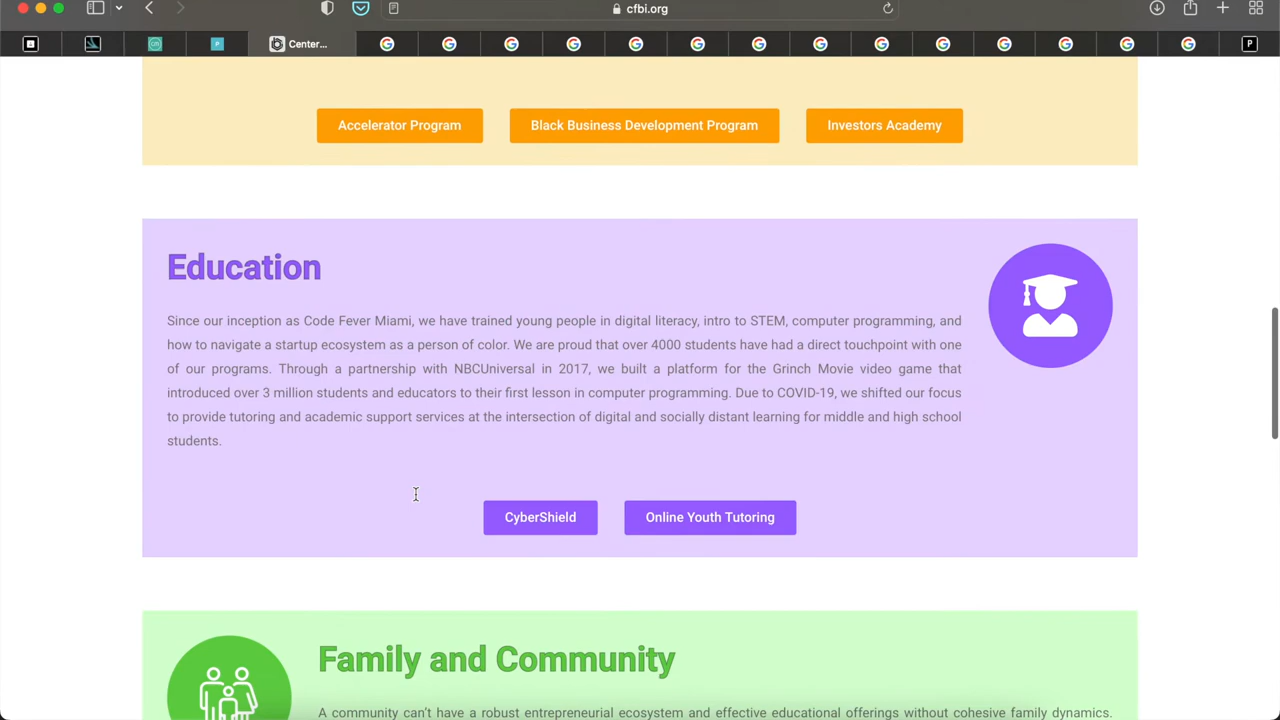 cfbi.org
Center...
P
P
Accelerator Program
Black Business Development Program
Investors Academy
Education
Since our inception as Code Fever Miami, we have trained young people in digital literacy, intro to STEM, computer programming, and
how to navigate a startup ecosystem as a person of color. We are proud that over 4000 students have had a direct touchpoint with one
of our programs. Through a partnership with NBCUniversal in 2017, we built a platform for the Grinch Movie video game that
introduced over 3 million students and educators to their first lesson in computer programming. Due to COVID-19, we shifted our focus
to provide tutoring and academic support services at the intersection of digital and socially distant learning for middle and high school
students.
CyberShield
Online Youth Tutoring
Family and Community
A community can't have a robust entrepreneurial ecosystem and effective educational offerings without cohesive family dynamics.